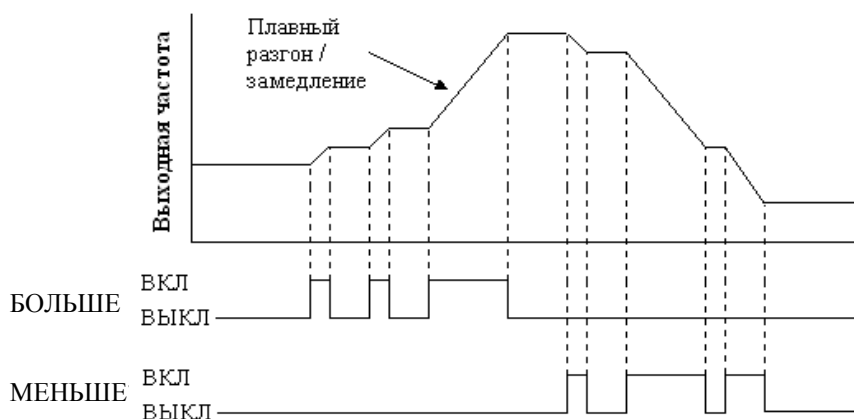 Плавный
разгон /
замедление
Выходная частота
БОЛЬШЕ
ВКЛ
ВЫКЛ
МЕНЬШЕ
ВКЛ
ВЫКЛ